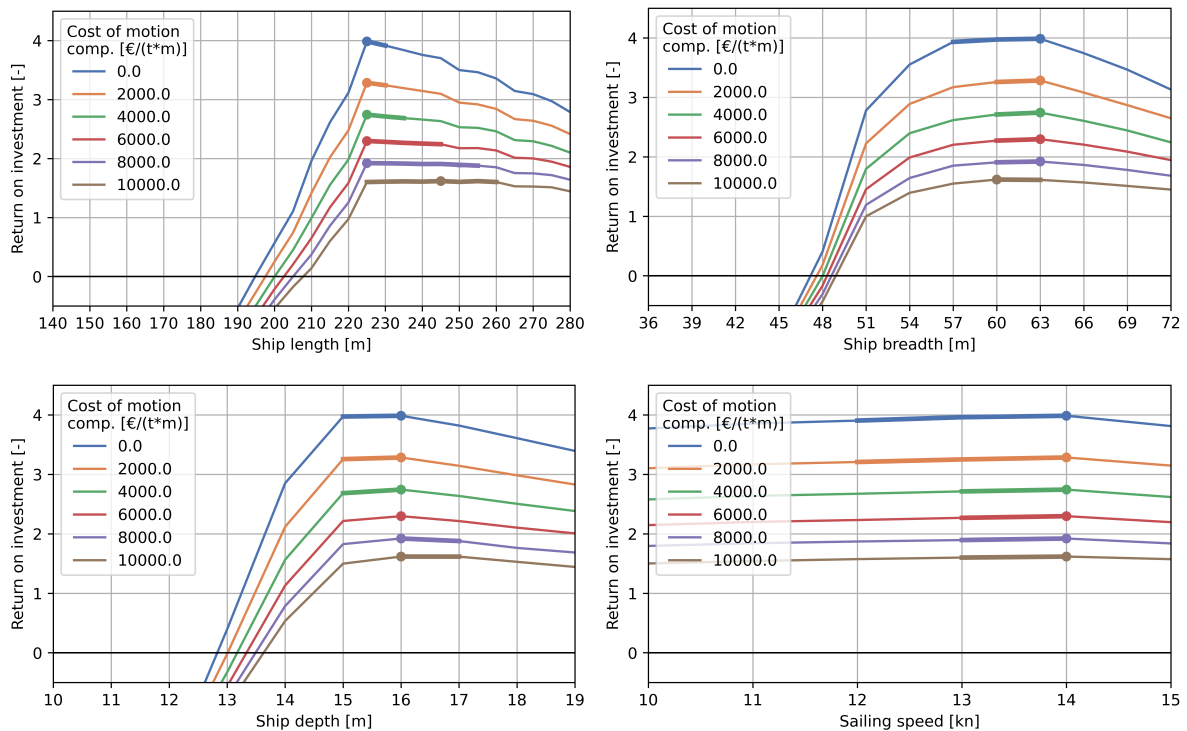 Cost of motion
comp. [€/(t*m)]
0.0
2000.0
4000.0
6000.0
8000.0
10000.0
Return on investment [-]
4
3
2
1
0
140 150 160 170 180 190 200 210 220 230 240 250 260 270 280
Ship length [m]
Cost of motion
comp. [€/(t*m)]
0.0
2000.0
4000.0
6000.0
8000.0
10000.0
Return on investment [-]
4
3
2
1
0
36 39 42 45 48 51 54 57 60 63 66 69 72
Ship breadth [m]
Cost of motion
comp. [€/(t*m)]
0.0
2000.0
4000.0
6000.0
8000.0
10000.0
Return on investment [-]
4
3
2
1
0
10 11 12 13 14 15 16 17 18 19
Ship depth [m]
Cost of motion
comp. [€/(t*m)]
0.0
2000.0
4000.0
6000.0
8000.0
10000.0
Return on investment [-]
4
3
2
1
0
10 11 12 13 14 15
Sailing speed [kn]